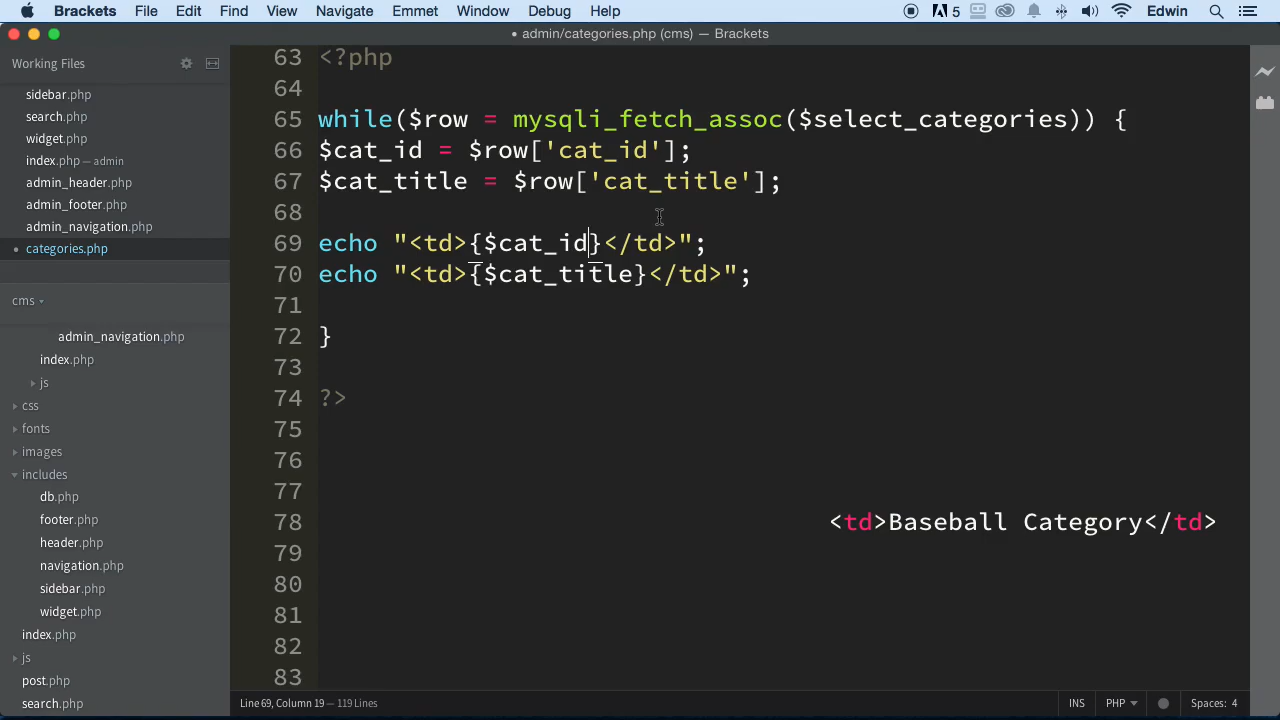 Brackets File Edit Find View Navigate Emmet Window Debug Help 5 Edwin
• admin/categories.php (cms) — Brackets
Working Files
sidebar.php
search.php
widget.php
index.php — admin
admin_header.php
admin_footer.php
admin_navigation.php
categories.php
cms
admin_navigation.php
index.php
js
css
fonts
images
includes
db.php
footer.php
header.php
navigation.php
sidebar.php
widget.php
index.php
js
post.php
search.php
63 <?php
64
65 while($row = mysqli_fetch_assoc($select_categories)) {
66 $cat_id = $row['cat_id'];
67 $cat_title = $row['cat_title'];
68
69 echo "<td>{$cat_id}</td>";
70 echo "<td>{$cat_title}</td>";
71
72 }
73
74 ?>
75
76
77
78 <td>Baseball Category</td>
79
80
81
82
83
Line 69, Column 19 — 119 Lines INS PHP Spaces: 4